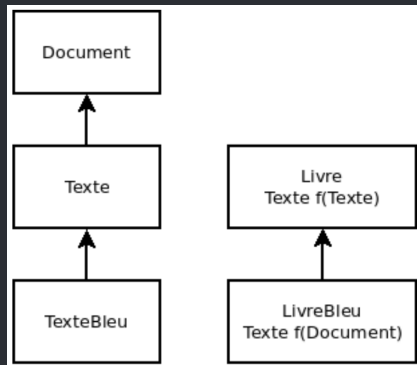 Document
Texte
TexteBleu
Livre
Texte f(Texte)
LivreBleu
Texte f(Document)